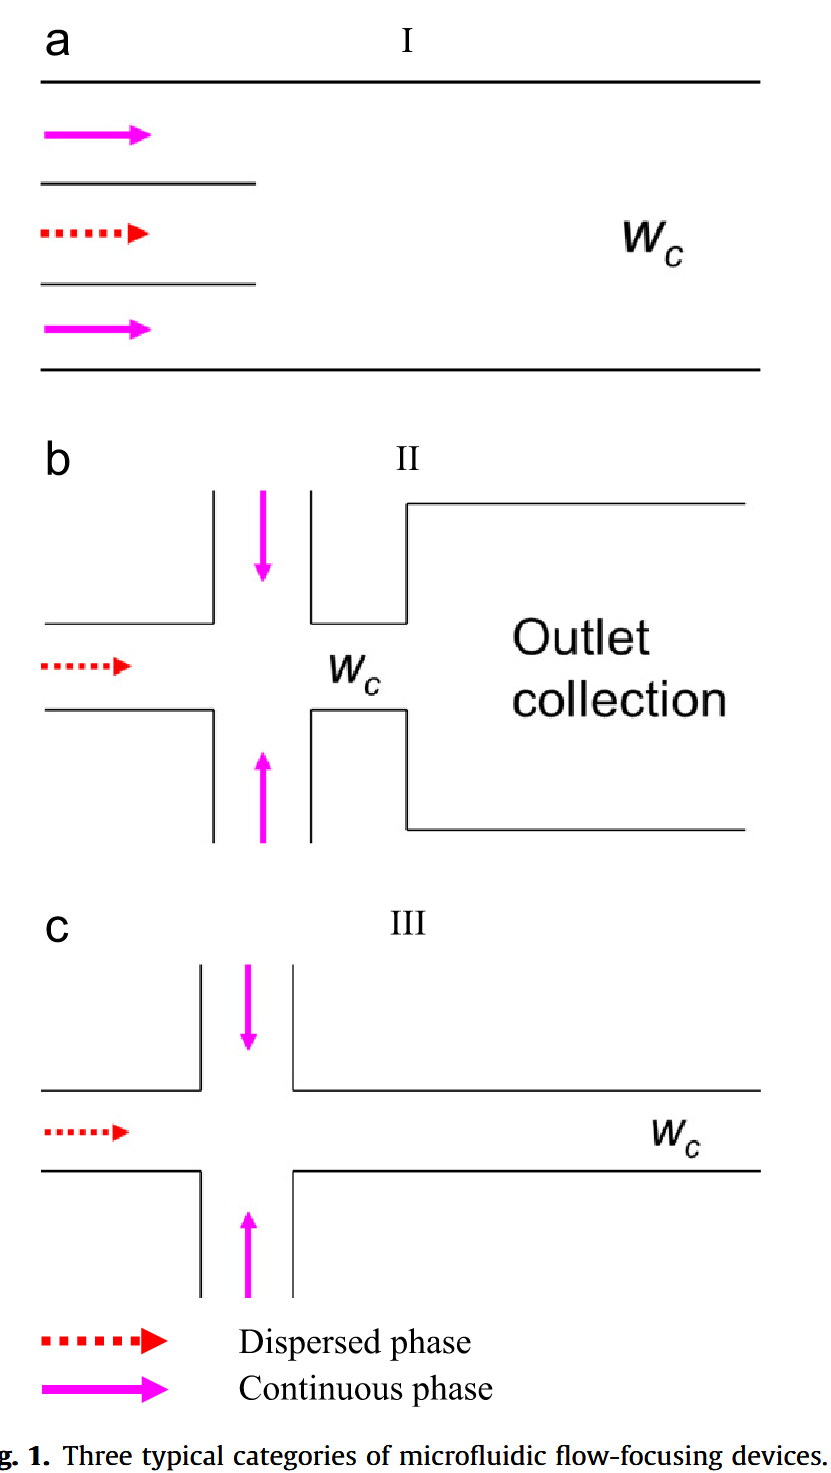 a
I
W_c
b
II
W_c
Outlet
collection
c
III
W_c
Dispersed phase
Continuous phase
g. 1. Three typical categories of microfluidic flow-focusing devices.